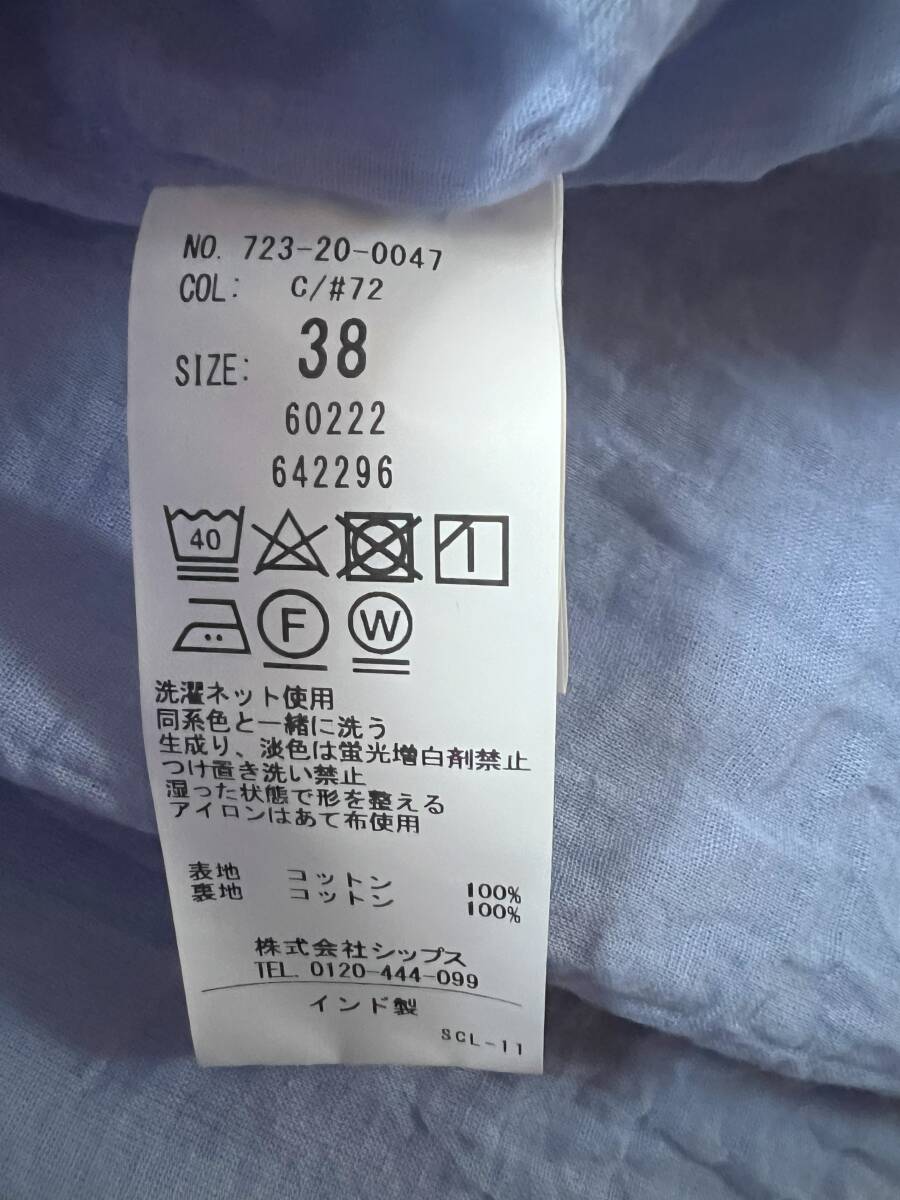 NO. 723-20-0047
COL: C/#72
SIZE: 38
60222
642296
40
F W
洗濯ネット使用
同系色と一緒に洗う
生成り、淡色は蛍光増白剤禁止
つけ置き洗い禁止
湿った状態で形を整える
アイロンはあて布使用
表地 コットン 100%
裏地 コットン 100%
株式会社シップス
TEL. 0120-444-099
インド製
SCL-11